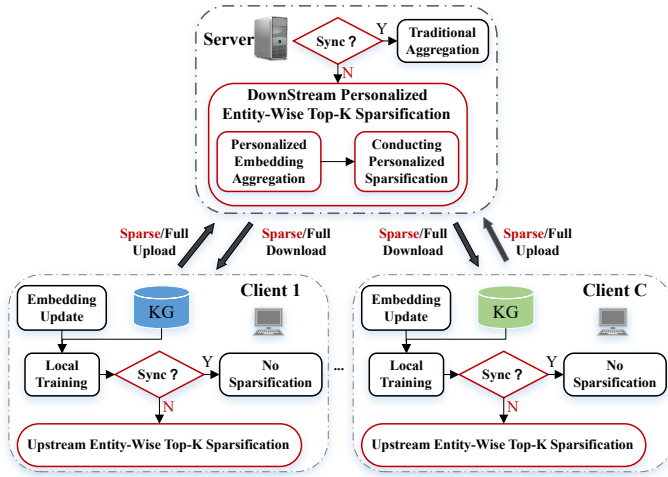 Server
Sync?
Y
Traditional
Aggregation
N
DownStream Personalized
Entity-Wise Top-K Sparsification
Personalized
Embedding
Aggregation
Conducting
Personalized
Sparsification
Sparse/Full
Upload
Sparse/Full
Download
Sparse/Full
Download
Sparse/Full
Upload
Embedding
Update
KG
Client 1
Local
Training
Sync?
Y
No
Sparsification
N
Upstream Entity-Wise Top-K Sparsification
...
Embedding
Update
KG
Client C
Local
Training
Sync?
Y
No
Sparsification
N
Upstream Entity-Wise Top-K Sparsification